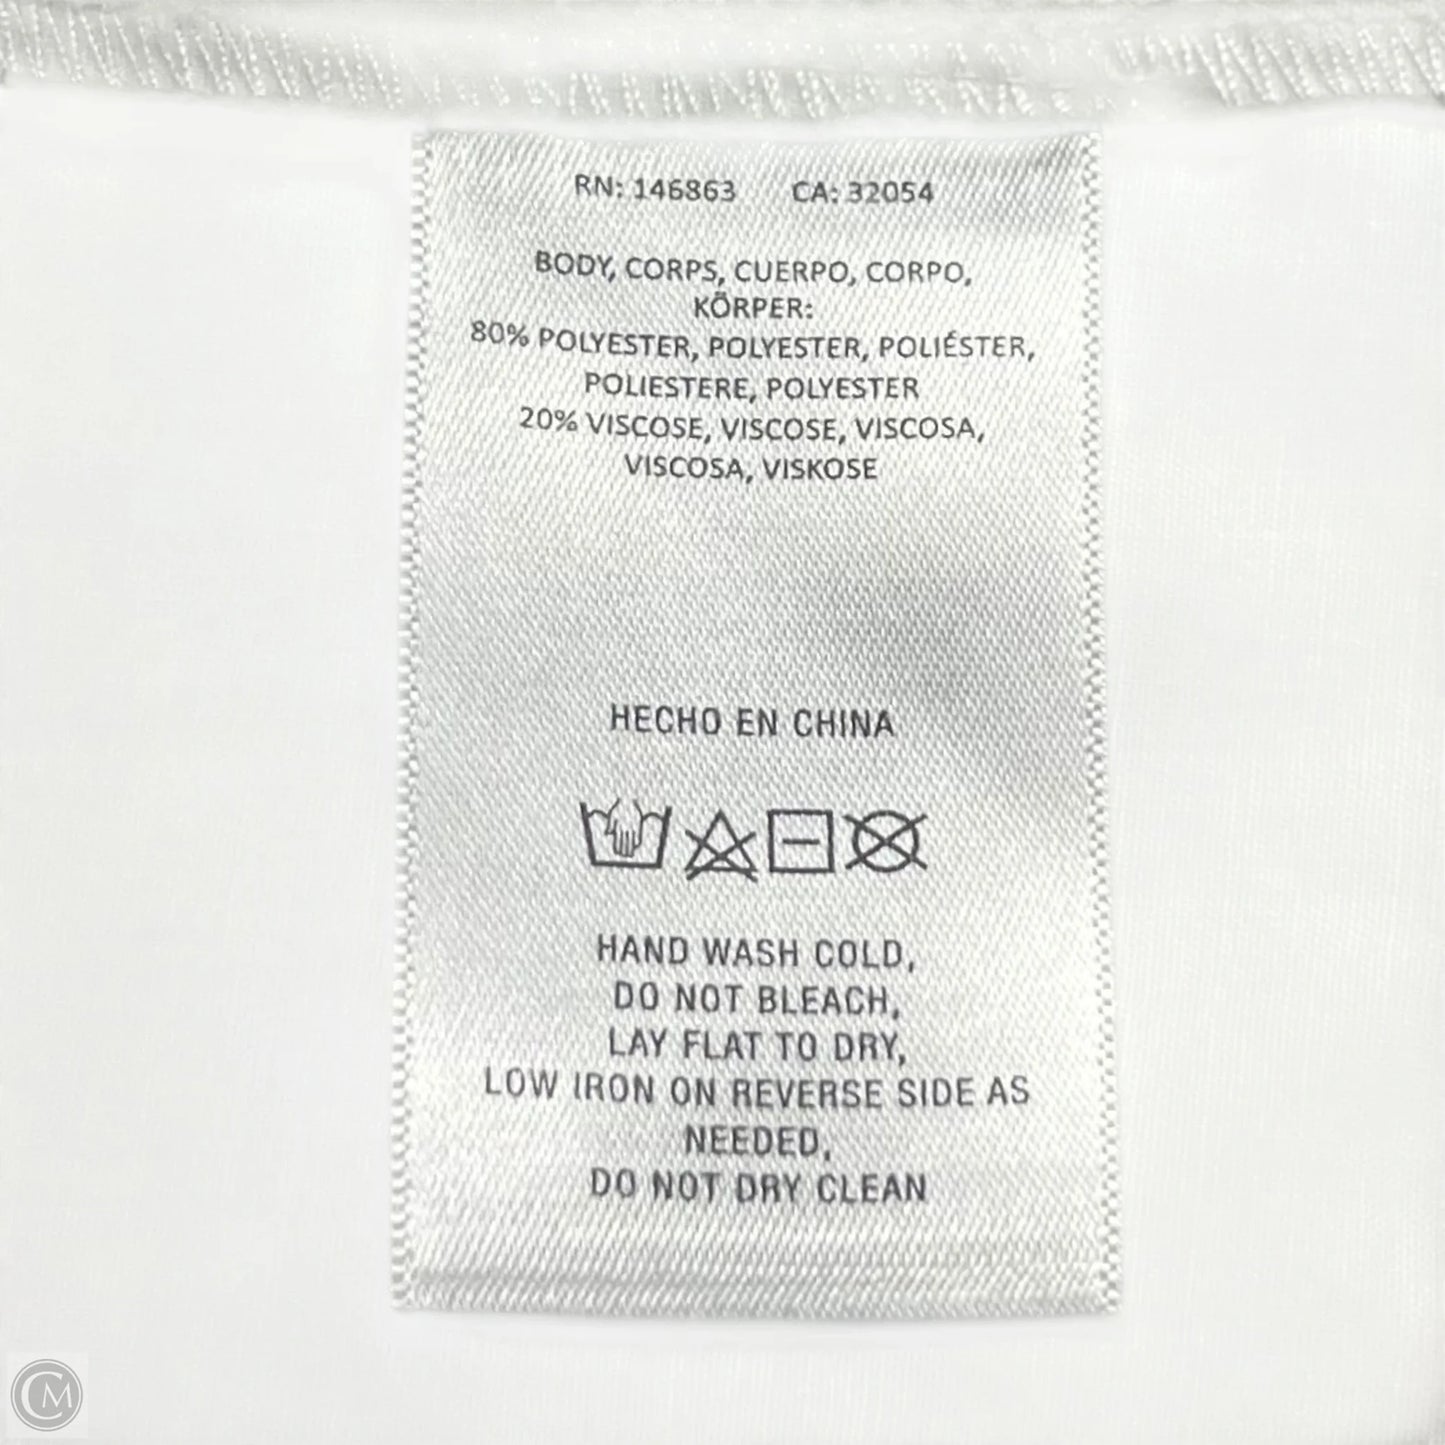 RN: 146863 CA: 32054
BODY, CORPS, CUERPO, CORPO,
KÖRPER:
80% POLYESTER, POLYESTER, POLIÉSTER,
POLIESTERE, POLYESTER
20% VISCOSE, VISCOSE, VISCOSA,
VISCOSA, VISKOSE
HECHO EN CHINA
HAND WASH COLD,
DO NOT BLEACH,
LAY FLAT TO DRY,
LOW IRON ON REVERSE SIDE AS
NEEDED,
DO NOT DRY CLEAN
CM